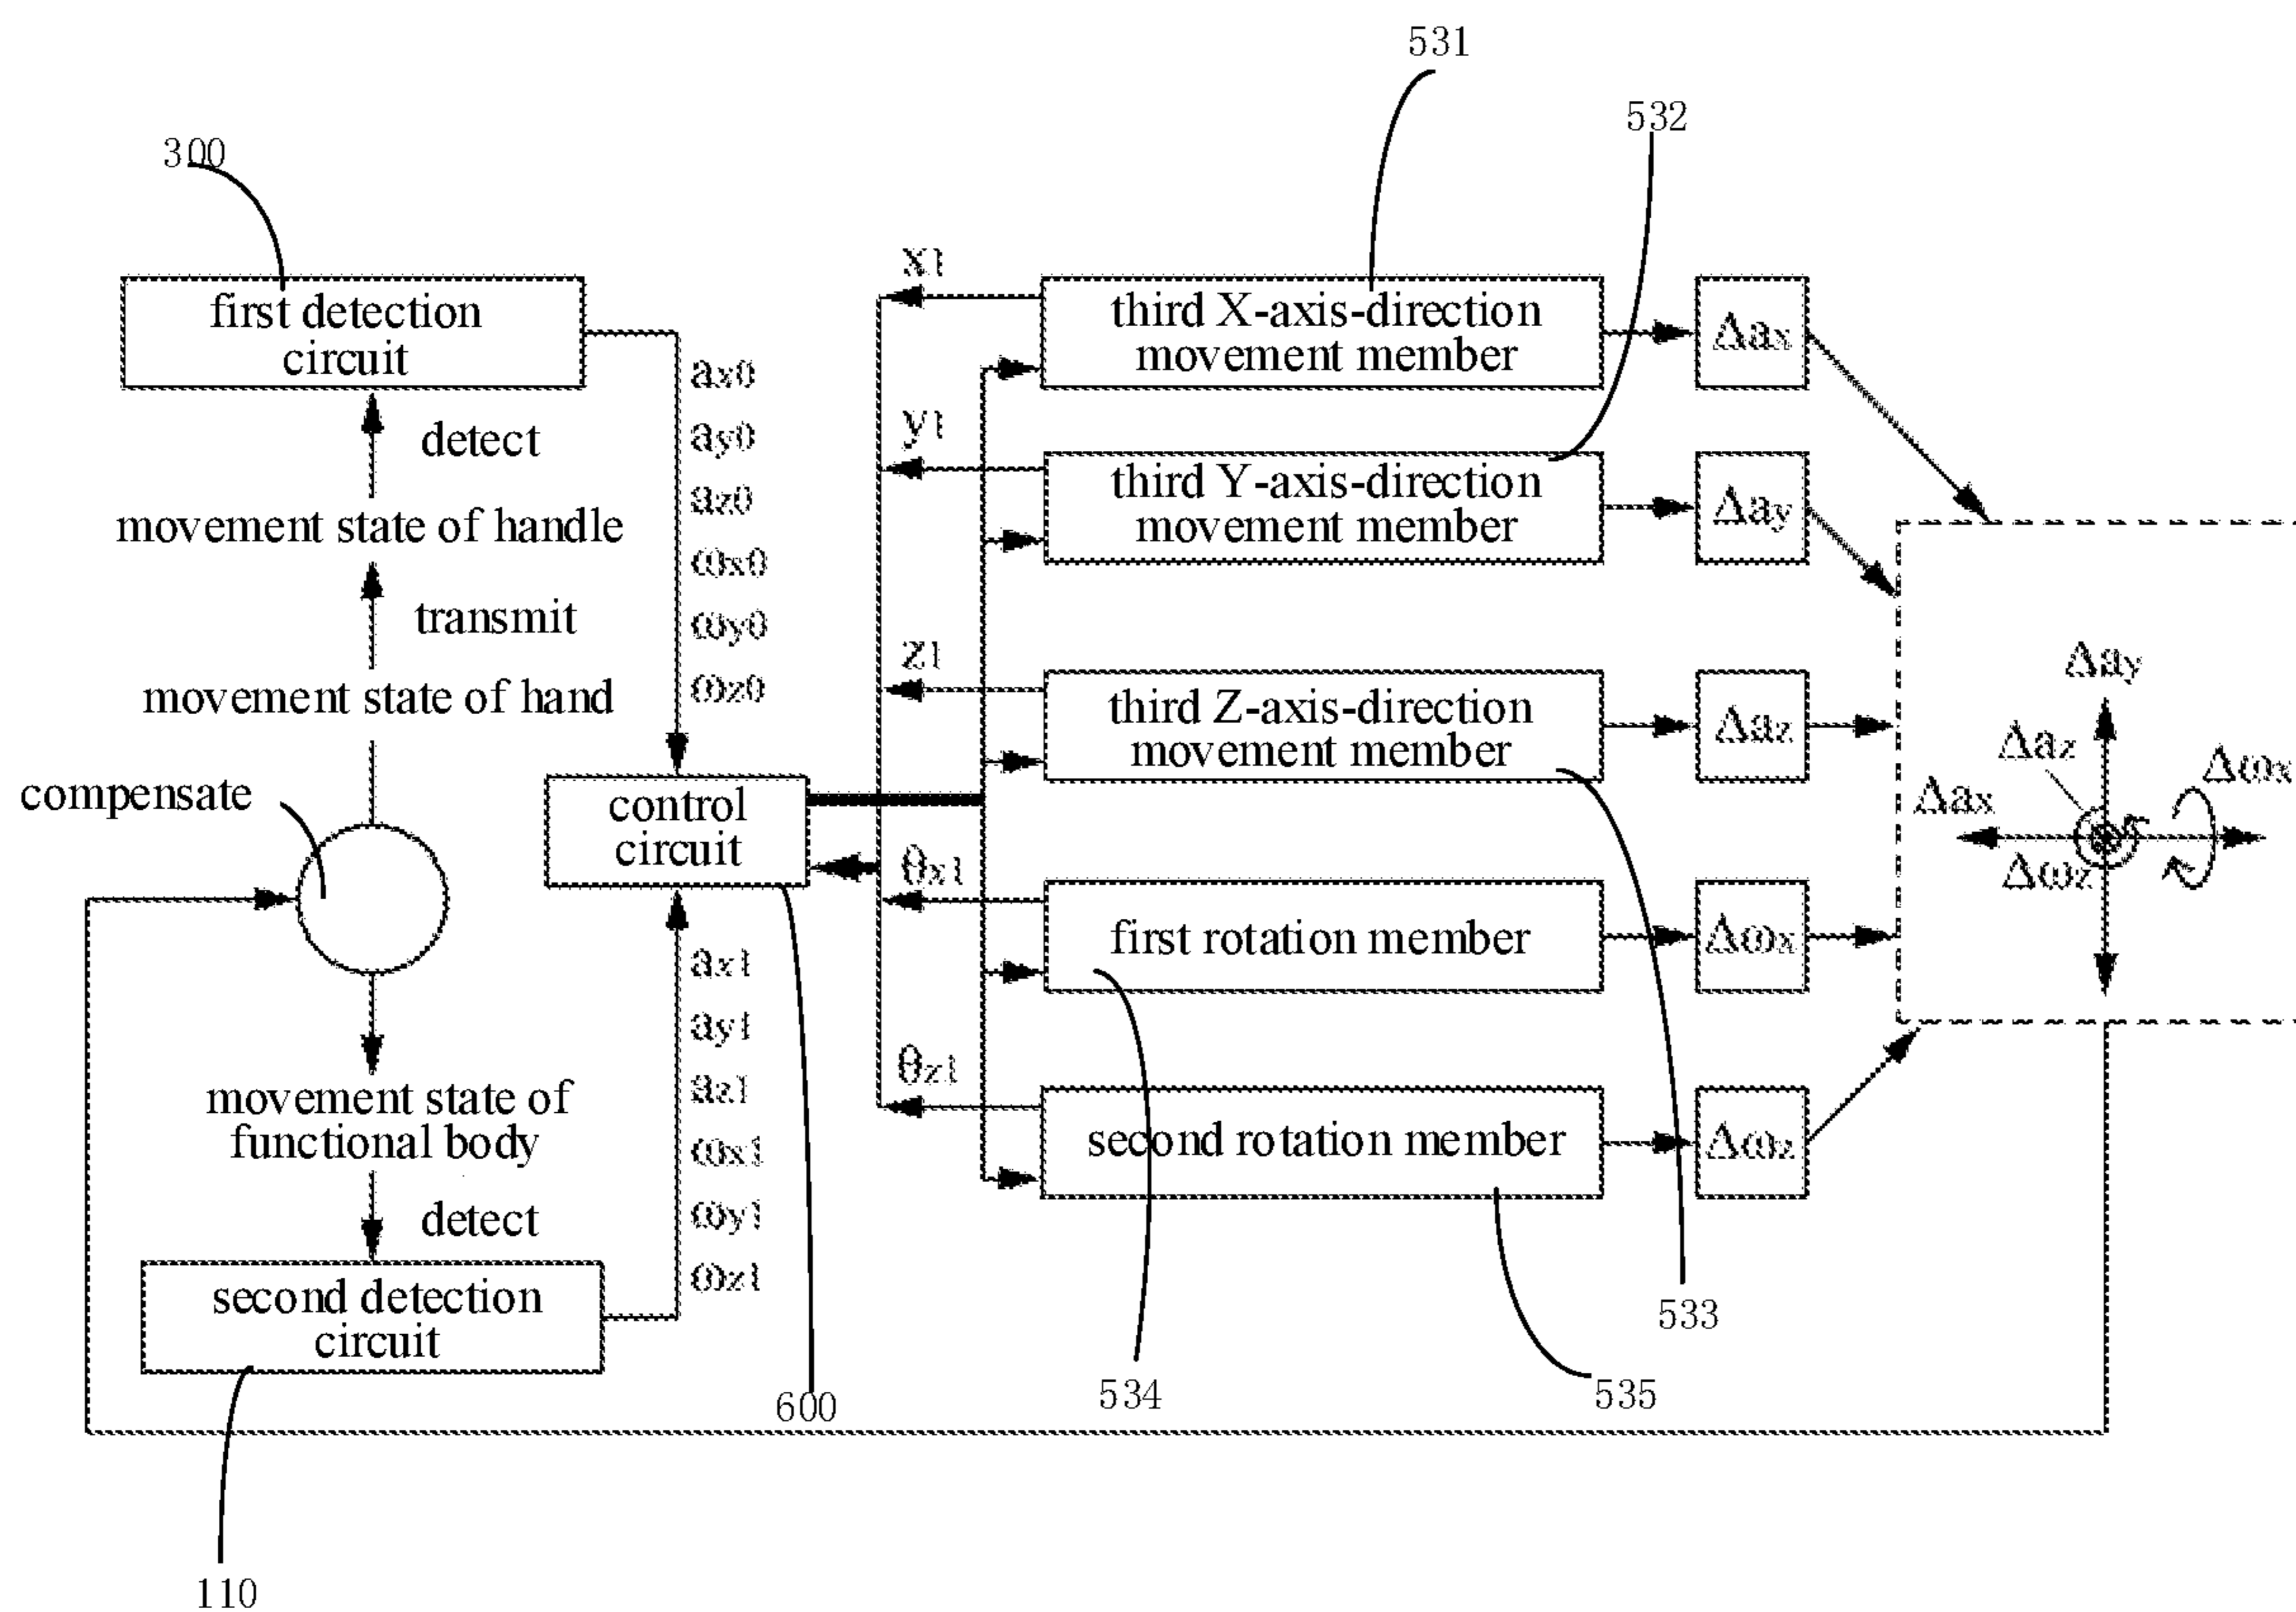 531
532
300
x1
first detection
circuit
third X-axis-direction
movement member
Δax
ax0
ay0
az0
ωx0
ωy0
ωz0
detect
y1
third Y-axis-direction
movement member
Δay
movement state of handle
transmit
z1
movement state of hand
third Z-axis-direction
movement member
Δaz
Δay
Δaz
Δωx
Δax
Δωz
compensate
control
circuit
θx1
first rotation member
Δωx
ax1
ay1
az1
ωx1
ωy1
ωz1
θz1
movement state of
functional body
second rotation member
Δωz
detect
second detection
circuit
533
534
535
600
110